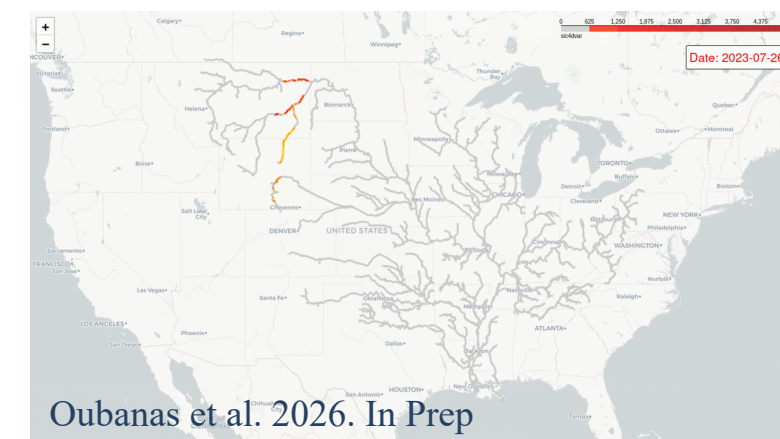 +
−
0 625 1,250 1,875 2,500 3,125 3,750 4,375
sic4dvar
Date: 2023-07-26
Calgary
Regina
Winnipeg
NCOUVER
Victoria
Seattle
Thunder
Bay
Quebec
Helena
Bismarck
Portland
Ottawa
Montreal
Minneapolis
Pierre
TORONTO
Boise
Milwaukee
Buffalo
Boston
Detroit
CHICAGO
Des Moines
Cleveland
Cheyenne
Salt Lake
City
NEW YORK
Pittsburgh
Philadelphia
DENVER
UNITED STATES
Cincinnati
WASHINGTON
Sacramento
FRANCISCO
San Jose
Norfolk
Las Vegas
Nashville
Raleigh
Santa Fe
Oklahoma
Memphis
LOS ANGELES
Phoenix
ATLANTA
San Diego
Dallas
Jackson
HOUSTON
New Orleans
San Antonio
Chihuahua
City
Tampa
Oubanas et al. 2026. In Prep